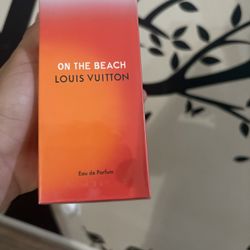 ON THE BEACH
LOUIS VUITTON
Eau de Parfum